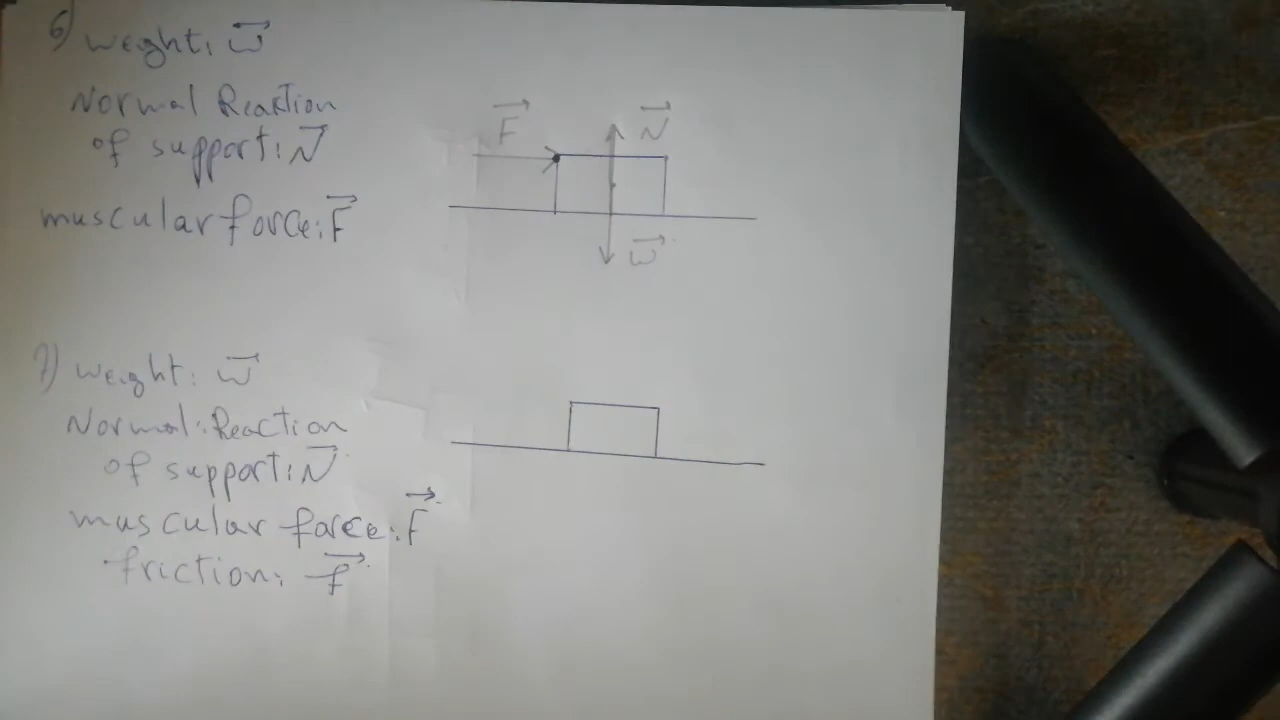 6) Weight: w⃗
Normal Reaction
of support: N⃗
muscular force: F⃗
F⃗
N⃗
w⃗
7) Weight: w⃗
Normal: Reaction
of support: N⃗
muscular force: F⃗
friction: f⃗